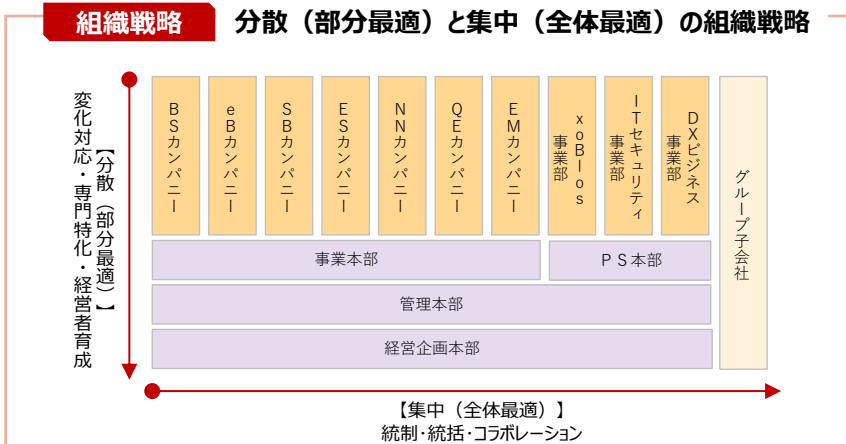 組織戦略
分散（部分最適）と集中（全体最適）の組織戦略
【分散（部分最適）】
変化対応・専門特化・経営者育成
BSカンパニー
eBカンパニー
SBカンパニー
ESカンパニー
NNカンパニー
QEカンパニー
EMカンパニー
xoBlos
事業部
ITセキュリティ
事業部
DXビジネス
事業部
グループ子会社
事業本部
ＰＳ本部
管理本部
経営企画本部
【集中（全体最適）】
統制・統括・コラボレーション